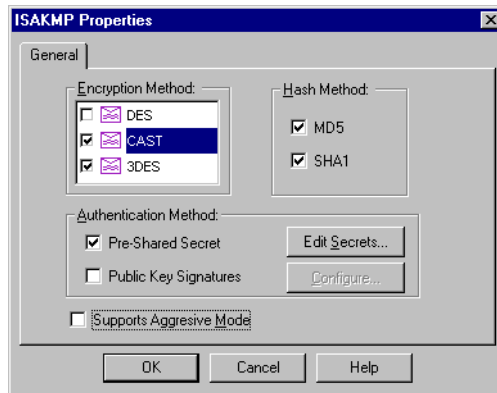 ISAKMP Properties
General
Encryption Method:
DES
CAST
3DES
Hash Method:
MD5
SHA1
Authentication Method:
Pre-Shared Secret
Edit Secrets...
Public Key Signatures
Configure...
Supports Aggresive Mode
OK Cancel Help